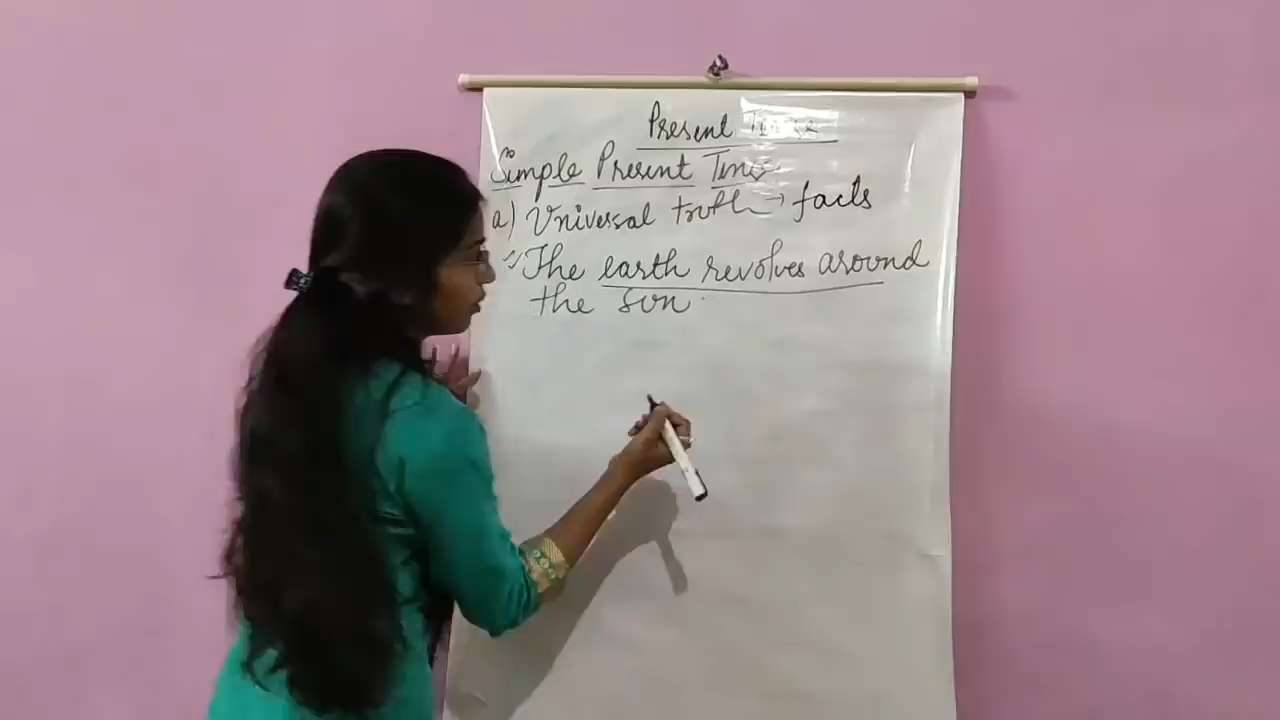 Present Tense
Simple Present Tense
a) Universal truth → facts
The earth revolves around
the sun.